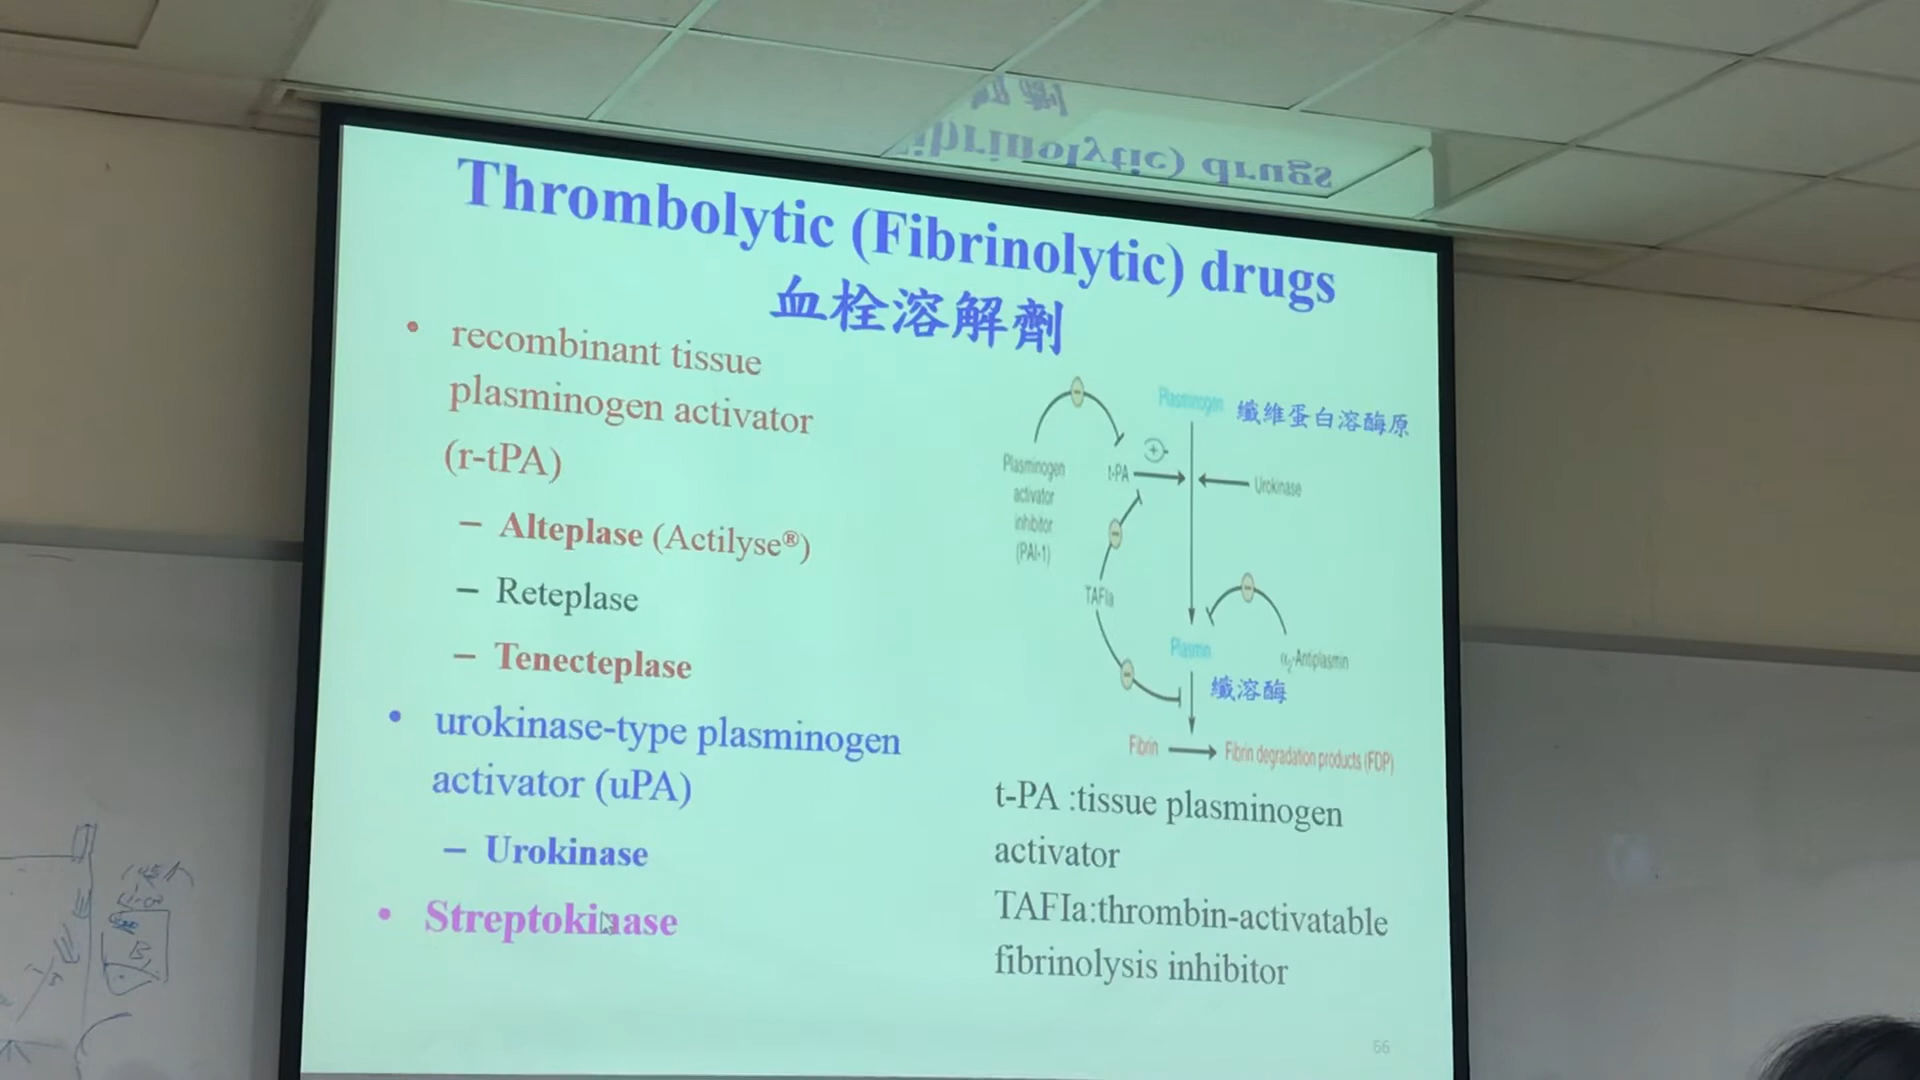 Thrombolytic (Fibrinolytic) drugs
血栓溶解劑
• recombinant tissue
plasminogen activator
(r-tPA)
– Alteplase (Actilyse®)
– Reteplase
– Tenecteplase
• urokinase-type plasminogen
activator (uPA)
– Urokinase
• Streptokinase
Plasminogen 纖維蛋白溶酶原
Plasminogen
activator
inhibitor
(PAI-1)
t-PA
Urokinase
TAFIa
Plasmin
α2-Antiplasmin
纖溶酶
Fibrin
Fibrin degradation products (FDP)
t-PA :tissue plasminogen
activator
TAFIa:thrombin-activatable
fibrinolysis inhibitor
66